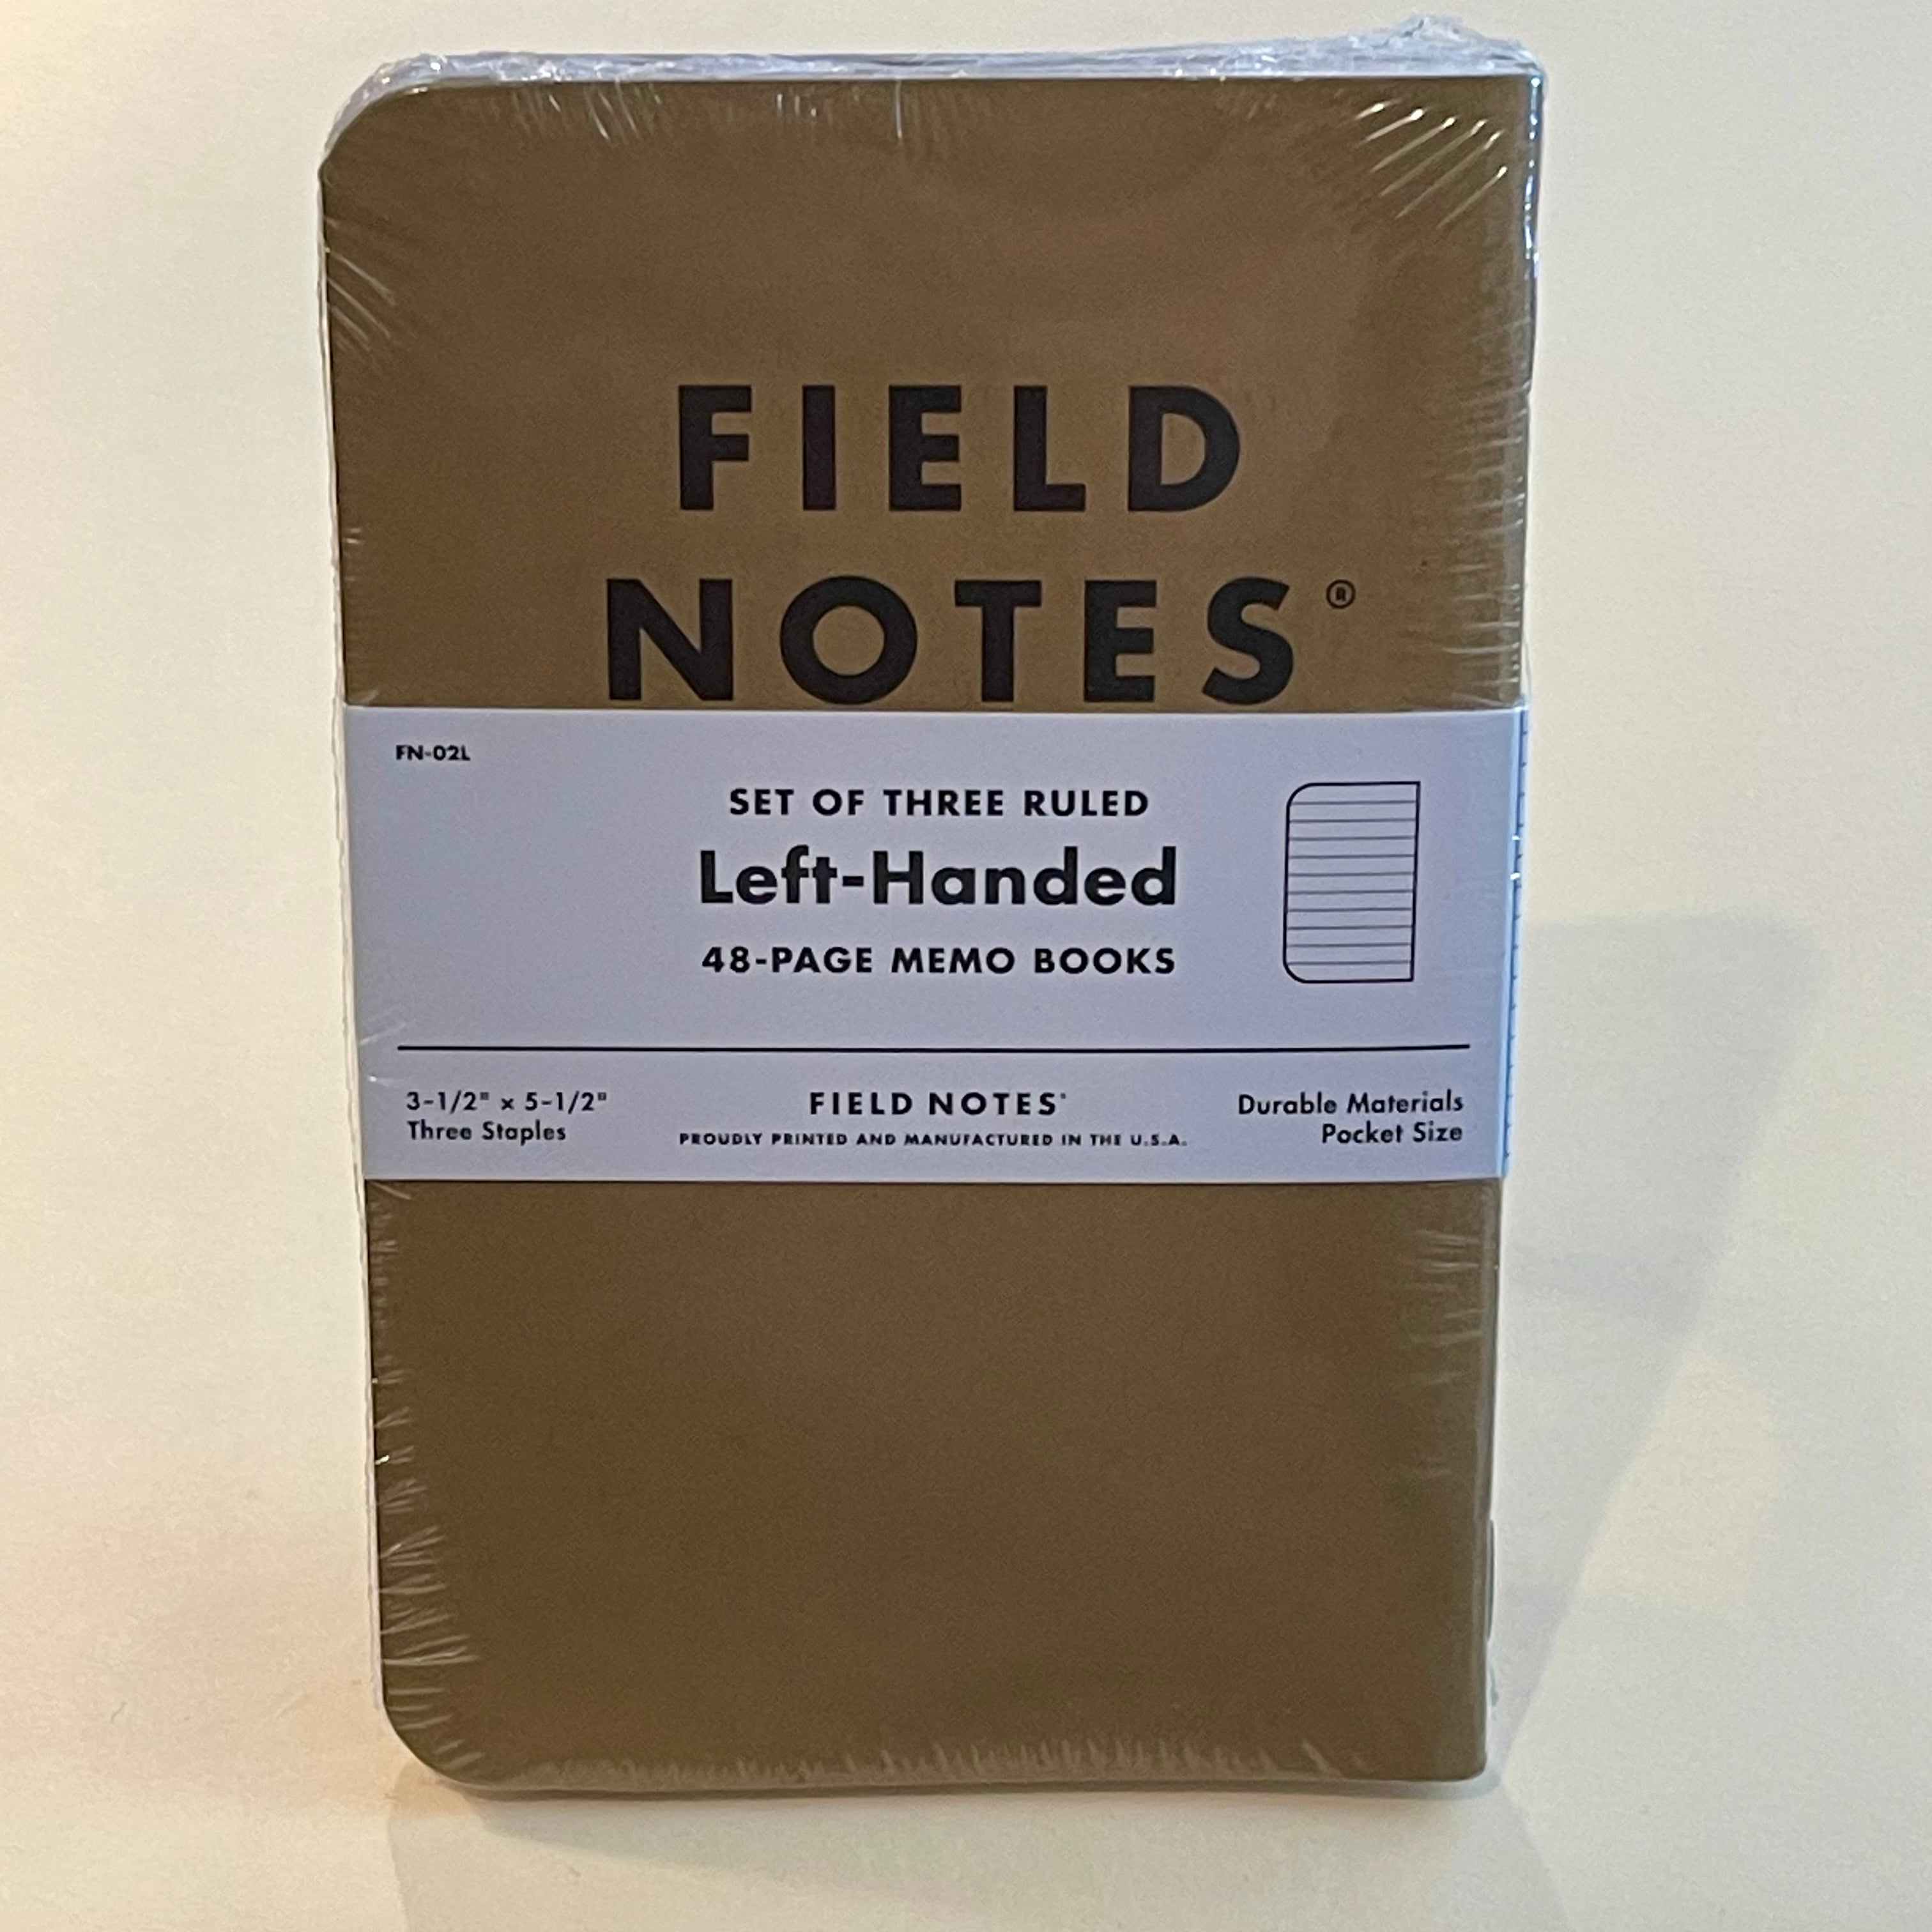 FIELD
NOTES®
FN-02L
SET OF THREE RULED
Left-Handed
48-PAGE MEMO BOOKS
3-1/2" x 5-1/2"
Three Staples
FIELD NOTES®
PROUDLY PRINTED AND MANUFACTURED IN THE U.S.A.
Durable Materials
Pocket Size